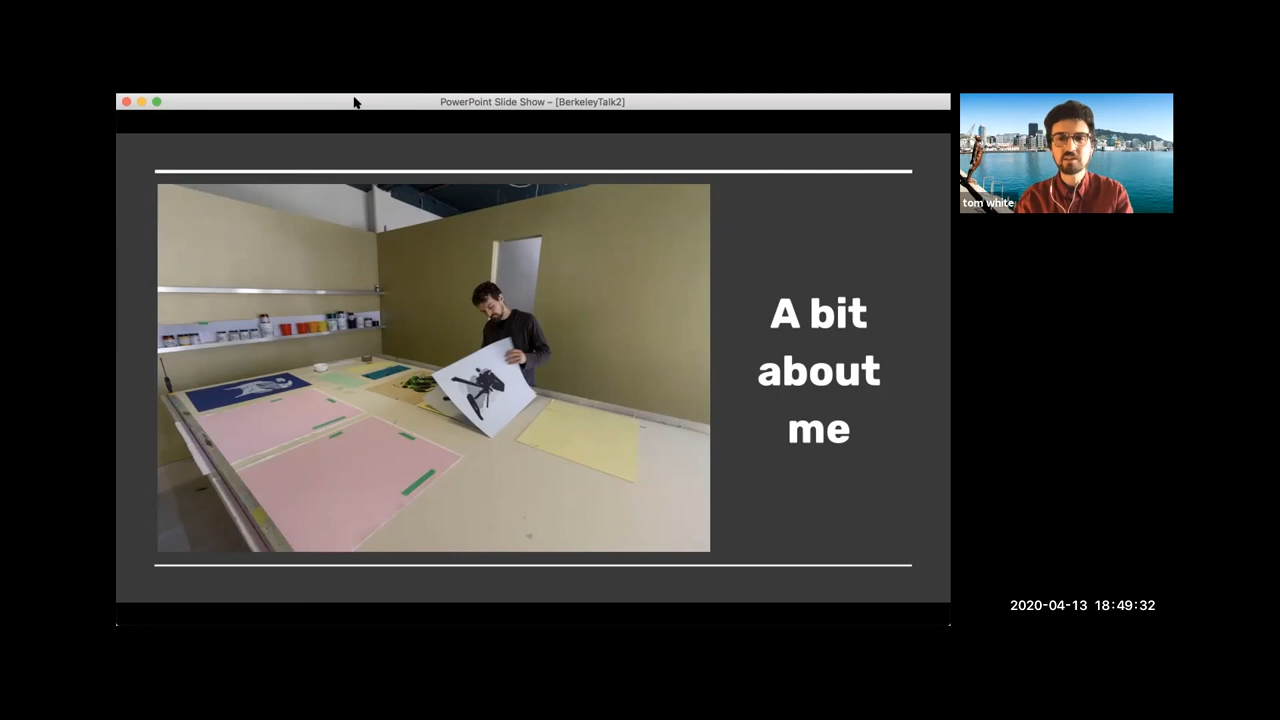 PowerPoint Slide Show – [BerkeleyTalk2]
tom white
A bit
about
me
2020-04-13 18:49:32